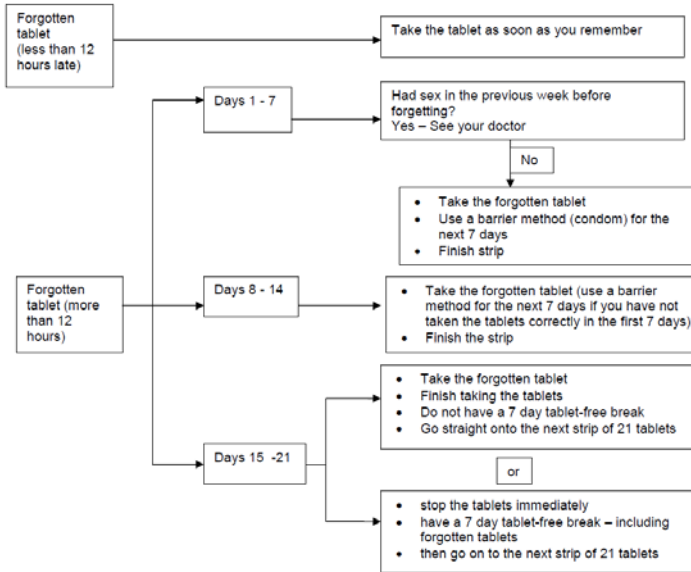 Forgotten
tablet
(less than 12
hours late)
Take the tablet as soon as you remember
Days 1 - 7
Had sex in the previous week before
forgetting?
Yes – See your doctor
No
• Take the forgotten tablet
• Use a barrier method (condom) for the
next 7 days
• Finish strip
Forgotten
tablet (more
than 12
hours)
Days 8 - 14
• Take the forgotten tablet (use a barrier
method for the next 7 days if you have not
taken the tablets correctly in the first 7 days)
• Finish the strip
Days 15 -21
• Take the forgotten tablet
• Finish taking the tablets
• Do not have a 7 day tablet-free break
• Go straight onto the next strip of 21 tablets
or
• stop the tablets immediately
• have a 7 day tablet-free break – including
forgotten tablets
• then go on to the next strip of 21 tablets